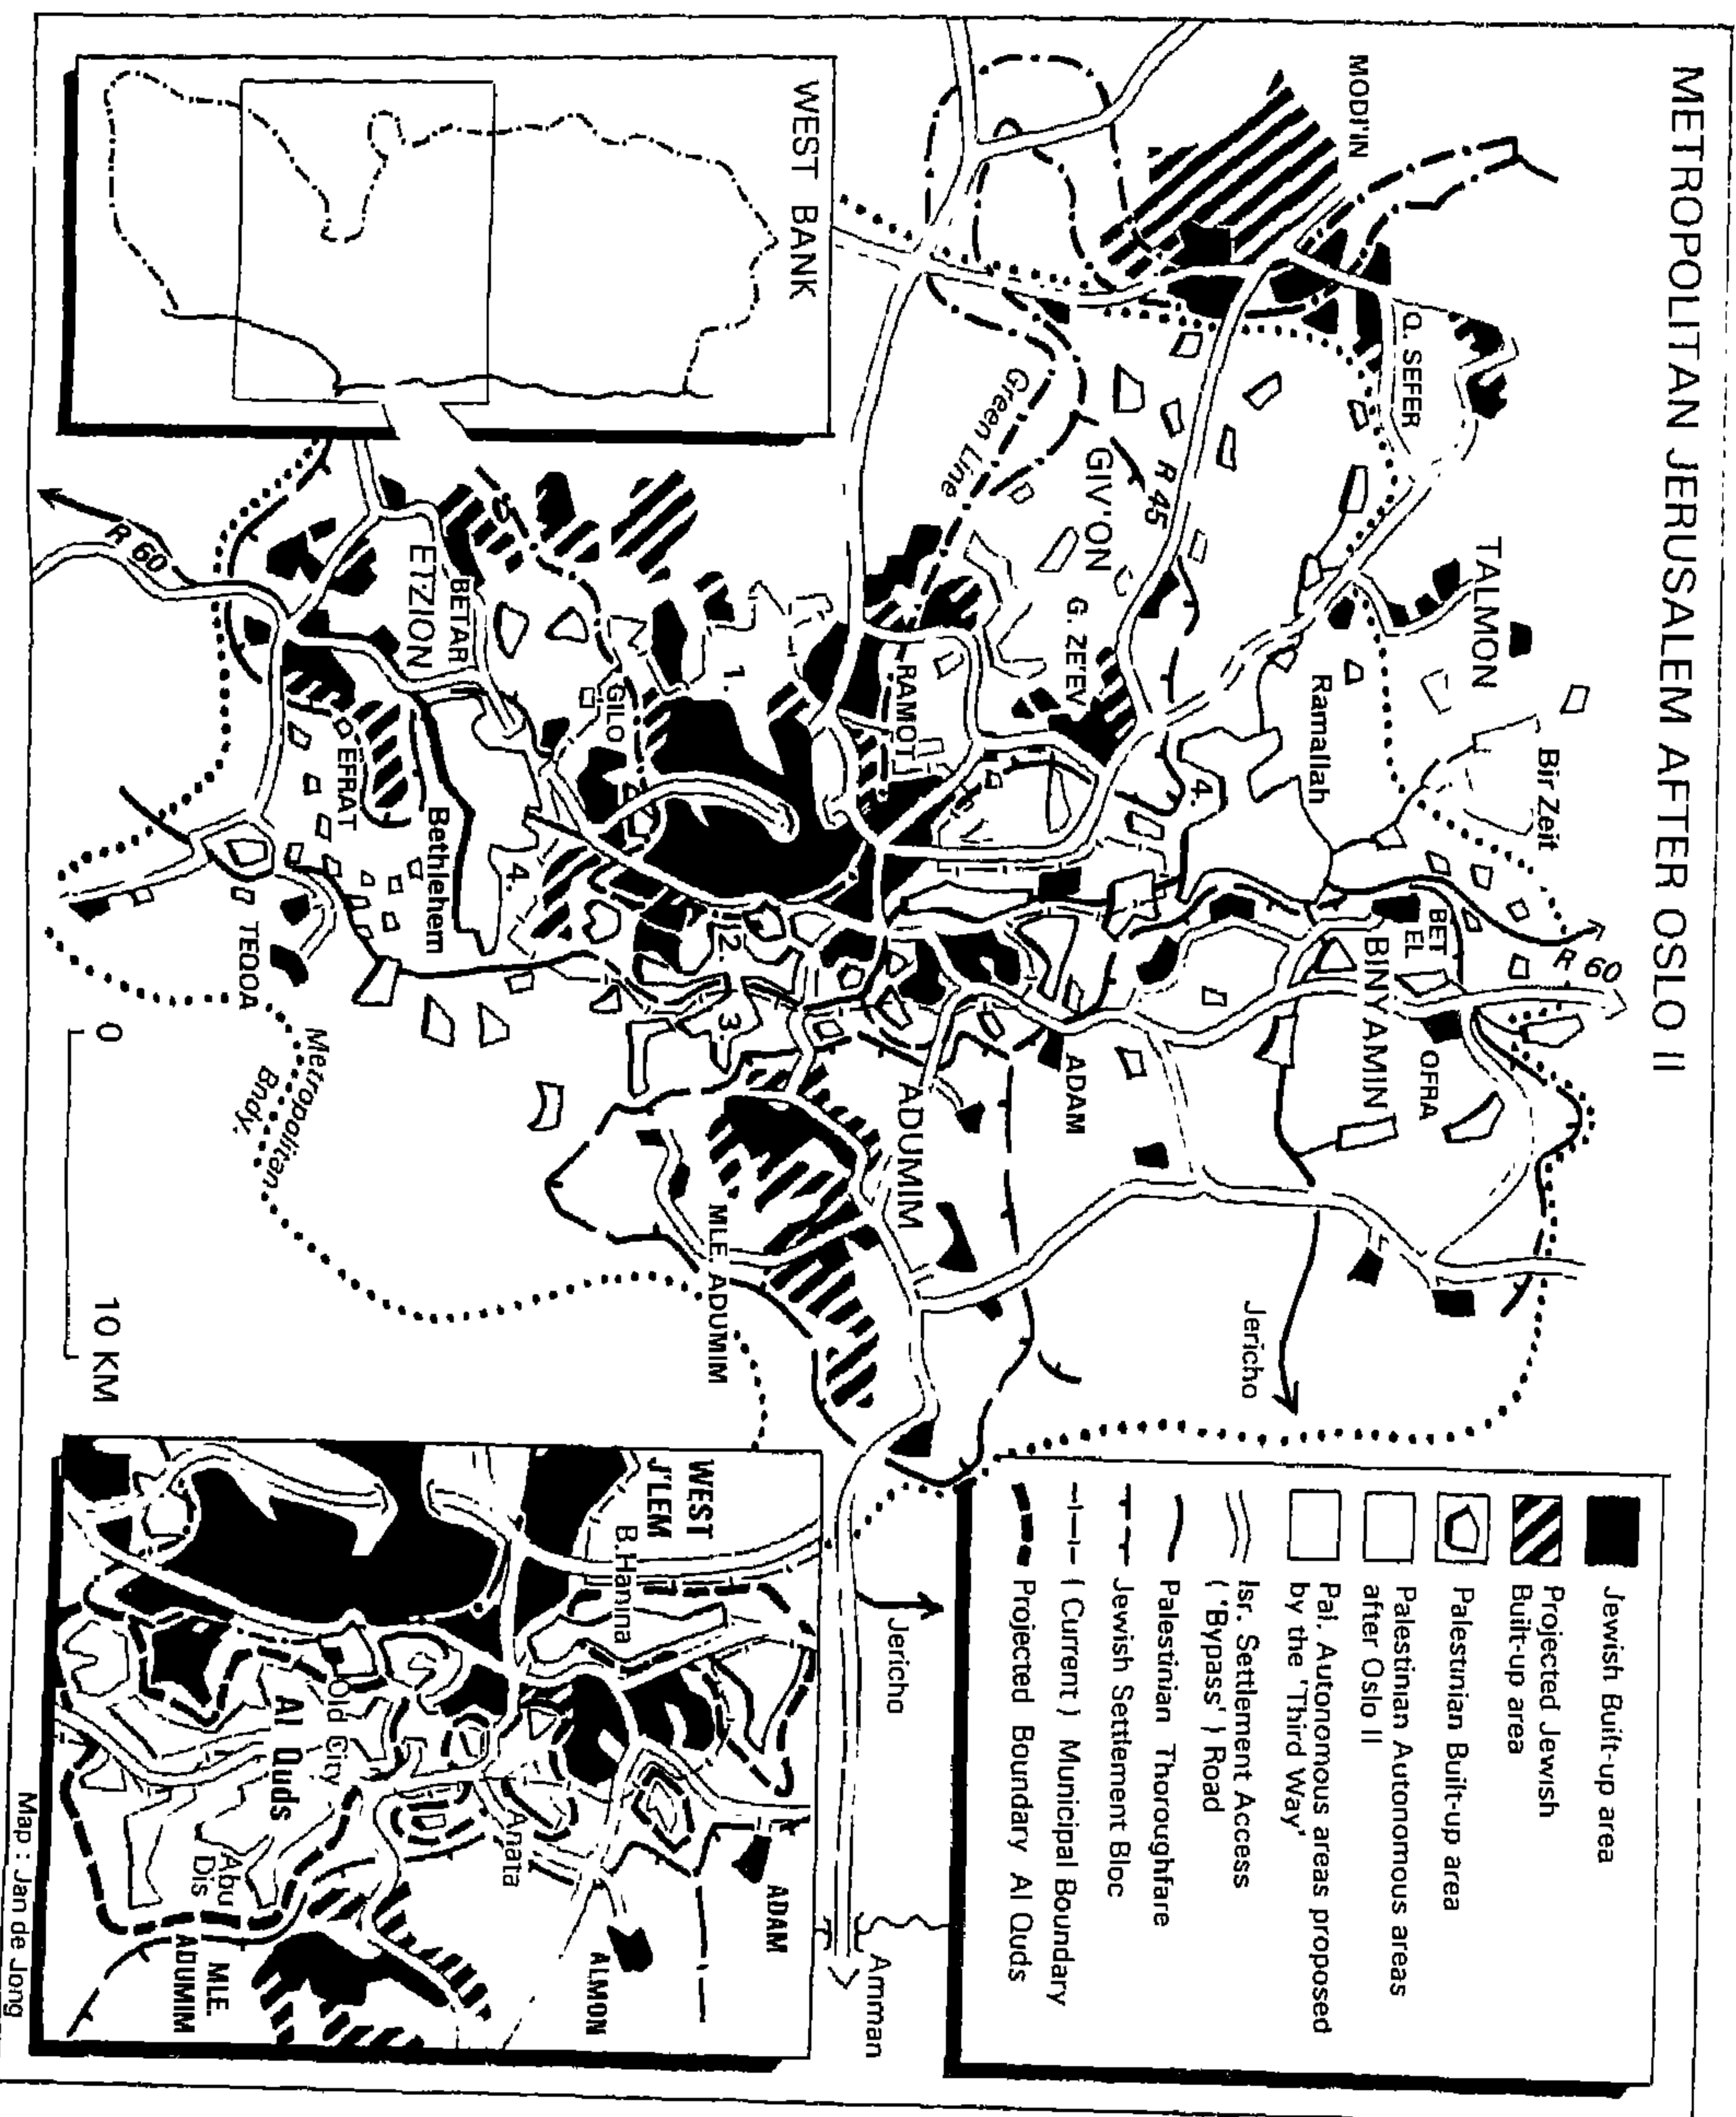 METROPOLITAN JERUSALEM AFTER OSLO II
MODI'IN
Q. SEFER
TALMON
Bir Zeit
Ramallah
R 45
GIV'ON
G. ZE'EV
Green Line
RAMOT
BET
EL
R 60
BINYAMIN
OFRA
ADAM
ADUMIM
MLE. ADUMIM
Jericho
1.
2.
3.
4.
4.
GILO
BETAR
ETZION
R 60
EFRAT
Bethlehem
TEQOA
Metropolitan
Bndy.
0
10 KM
WEST BANK
Jewish Built-up area
Projected Jewish
Built-up area
Palestinian Built-up area
Palestinian Autonomous areas
after Oslo II
Pal. Autonomous areas proposed
by the 'Third Way'
Isr. Settlement Access
( 'Bypass' ) Road
Palestinian Thoroughfare
Jewish Settlement Bloc
( Current ) Municipal Boundary
Projected Boundary Al Quds
Jericho
Amman
WEST
J'LEM
B.Hanina
Old City
Al Quds
Abu
Dis
Anata
ADAM
ALMON
MLE.
ADUMIM
Map : Jan de Jong